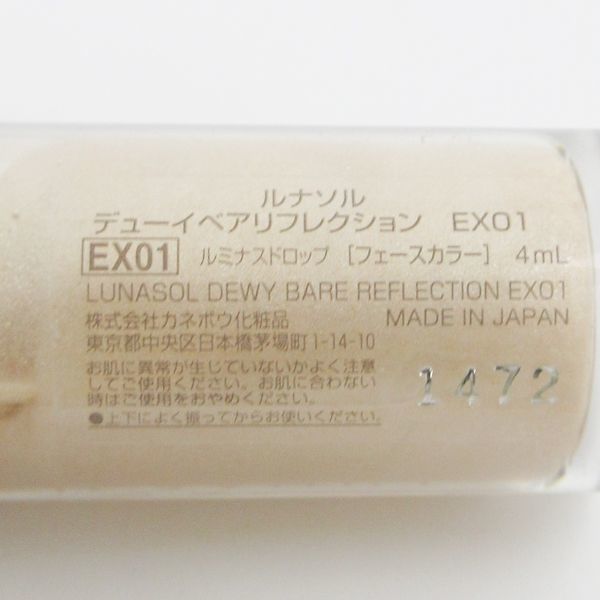 ルナソル
デューイベアリフレクション EX01
EX01 ルミナスドロップ [フェースカラー] 4mL
LUNASOL DEWY BARE REFLECTION EX01
株式会社カネボウ化粧品 MADE IN JAPAN
東京都中央区日本橋茅場町1-14-10
お肌に異常が生じていないかよく注意
してご使用ください。お肌に合わない
時はご使用をおやめください。
●上下によく振ってからお使いください。
1472